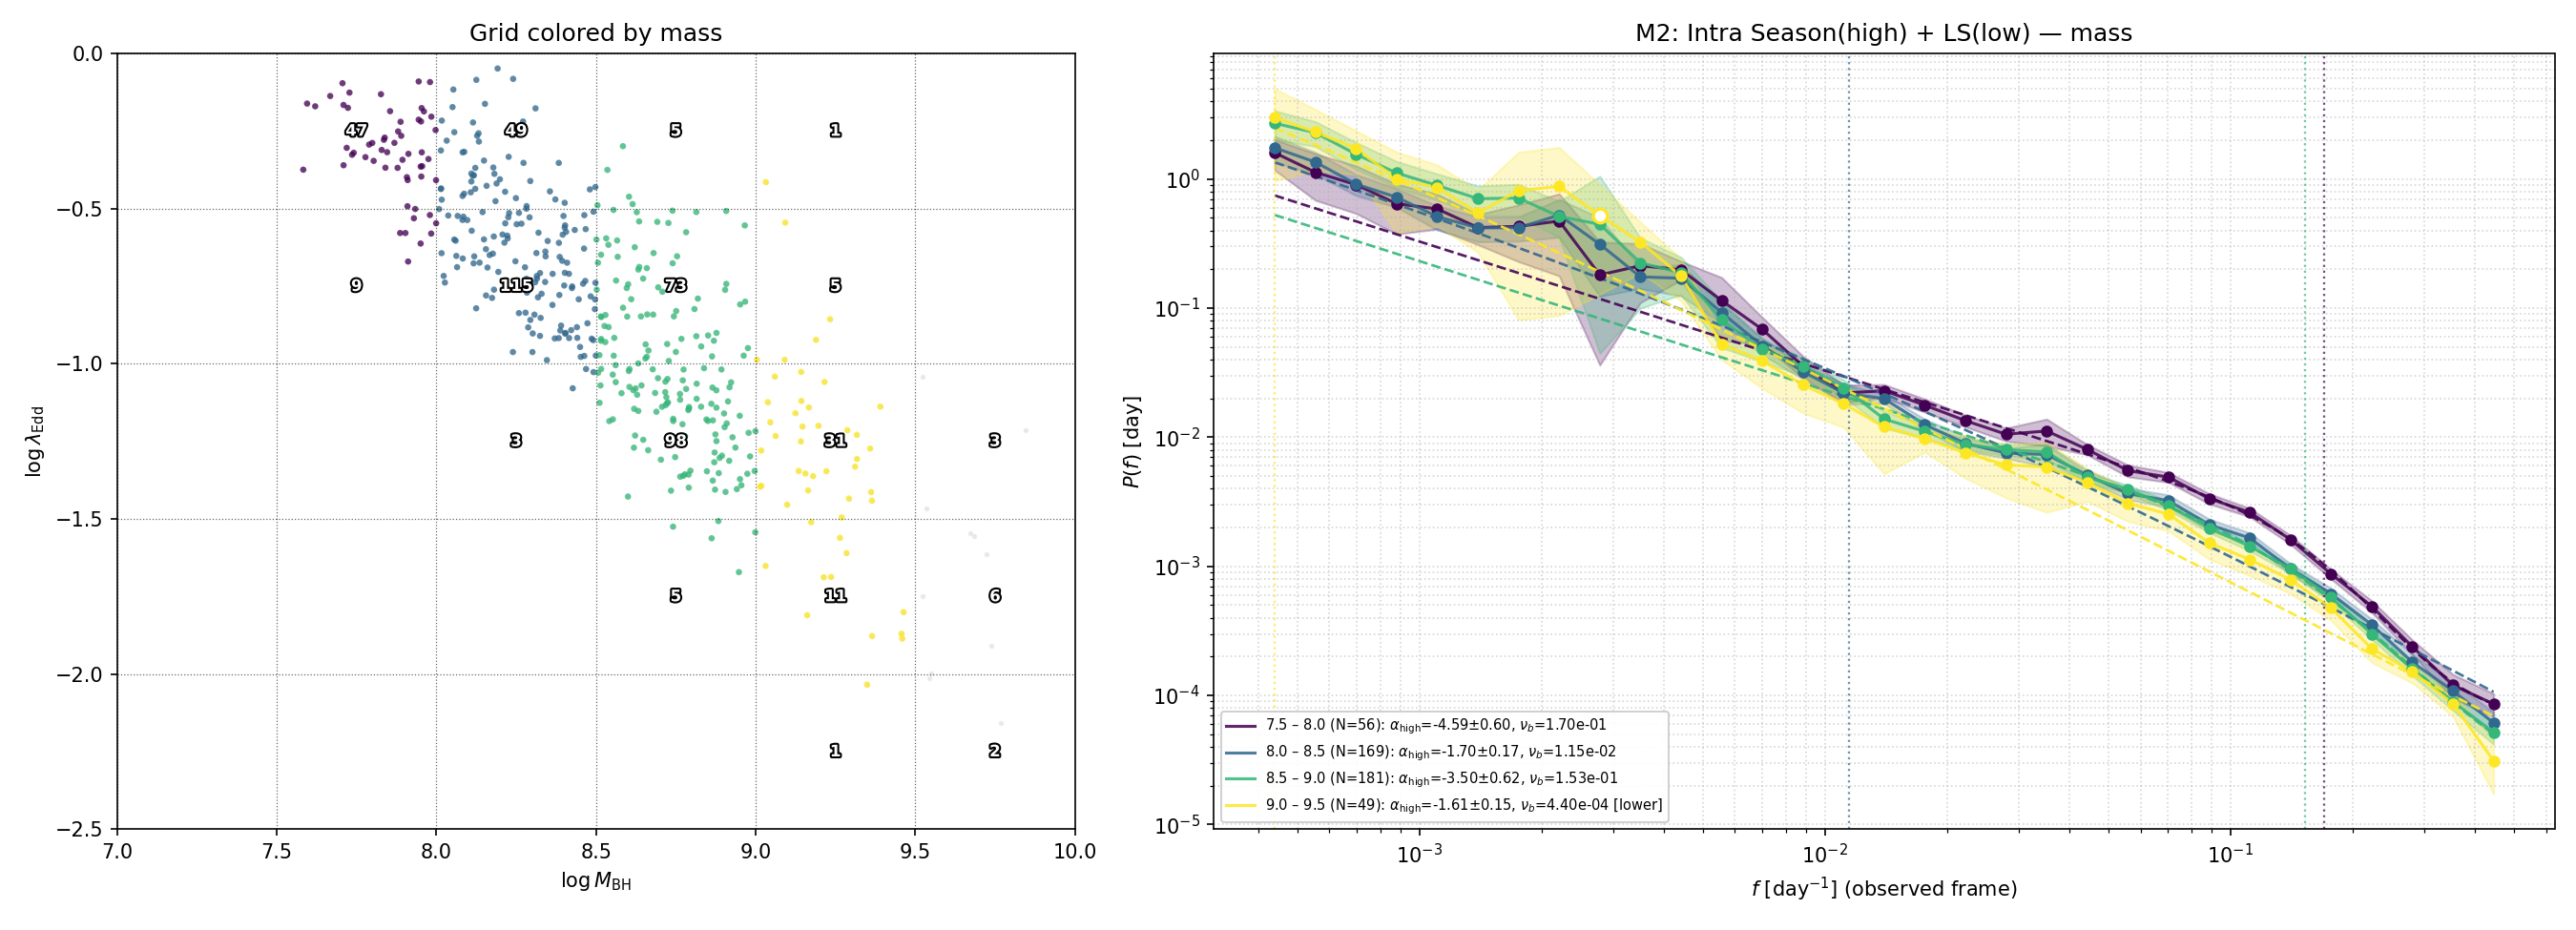 Grid colored by mass
0.0
−0.5
−1.0
−1.5
−2.0
−2.5
log λEdd
47 49 5 1
9 115 73 5
3 98 31 3
5 11 6
1 2
7.0 7.5 8.0 8.5 9.0 9.5 10.0
log MBH
M2: Intra Season(high) + LS(low) — mass
10⁰
10⁻¹
10⁻²
10⁻³
10⁻⁴
10⁻⁵
P(f) [day]
7.5 – 8.0 (N=56): αhigh=-4.59±0.60, νb=1.70e-01
8.0 – 8.5 (N=169): αhigh=-1.70±0.17, νb=1.15e-02
8.5 – 9.0 (N=181): αhigh=-3.50±0.62, νb=1.53e-01
9.0 – 9.5 (N=49): αhigh=-1.61±0.15, νb=4.40e-04 [lower]
10⁻³ 10⁻² 10⁻¹
f [day⁻¹] (observed frame)